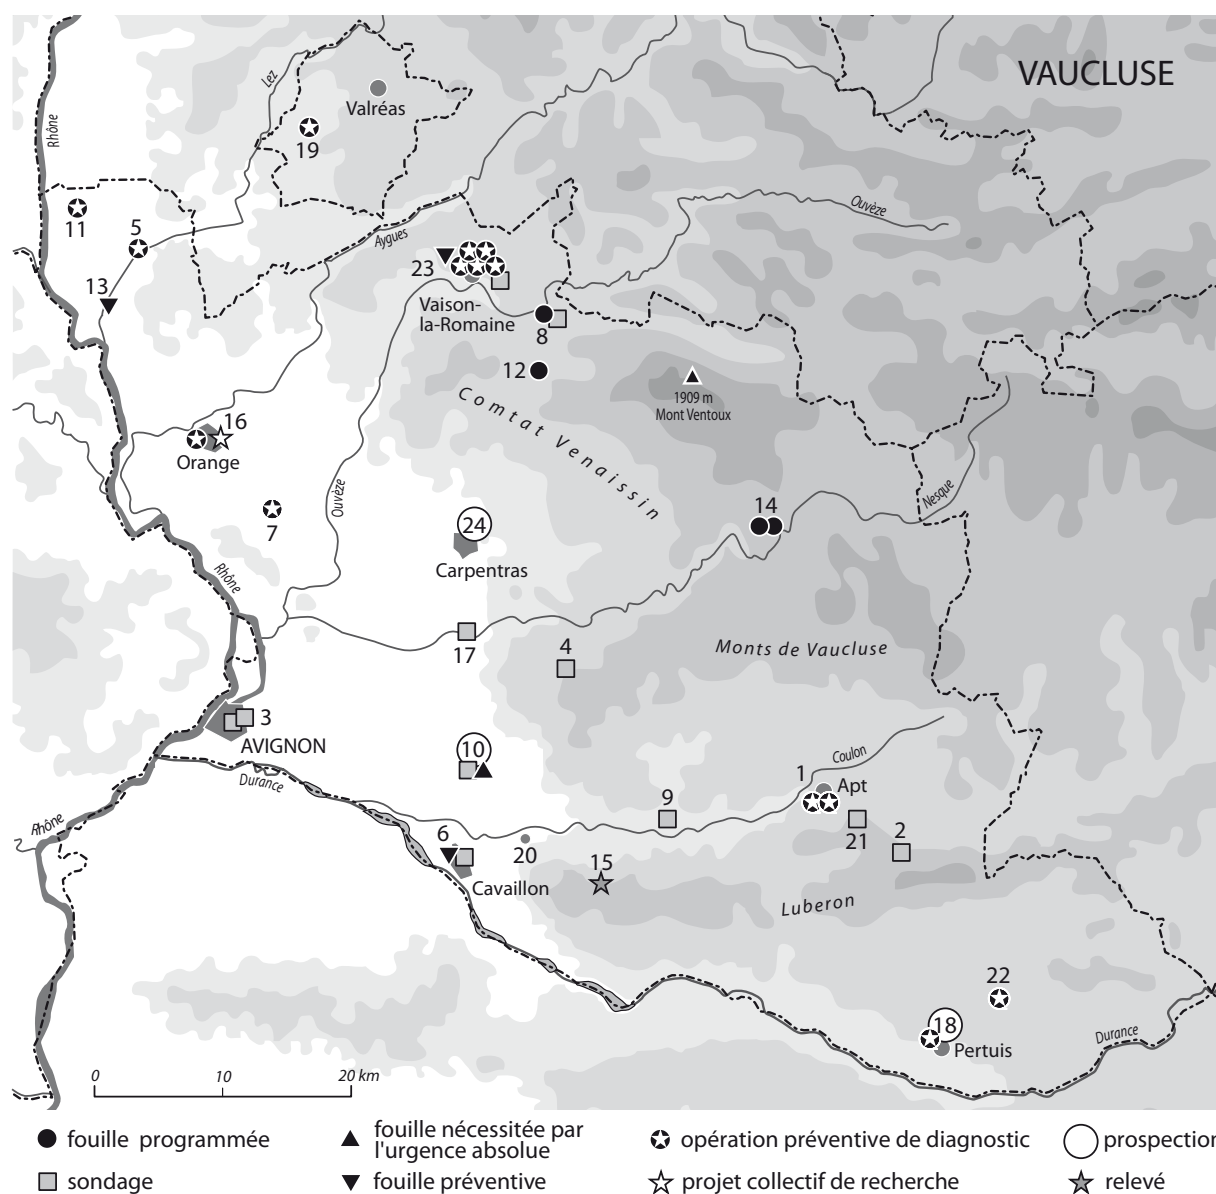 VAUCLUSE
Lez
Rhône
Valréas
19
11
5
Ouvèze
Aygues
23
13
Vaison-
la-Romaine
8
12
1909 m
Mont Ventoux
Comtat Venaissin
16
Orange
Ouvèze
Nesque
14
7
24
Carpentras
Rhône
17
4
Monts de Vaucluse
3
AVIGNON
10
Durance
Coulon
1
Apt
9
21
2
Rhône
6
20
15
Cavaillon
Luberon
22
18
Pertuis
Durance
0 10 20 km
fouille programmée
fouille nécessitée par
l'urgence absolue
opération préventive de diagnostic
prospection
sondage
fouille préventive
projet collectif de recherche
relevé